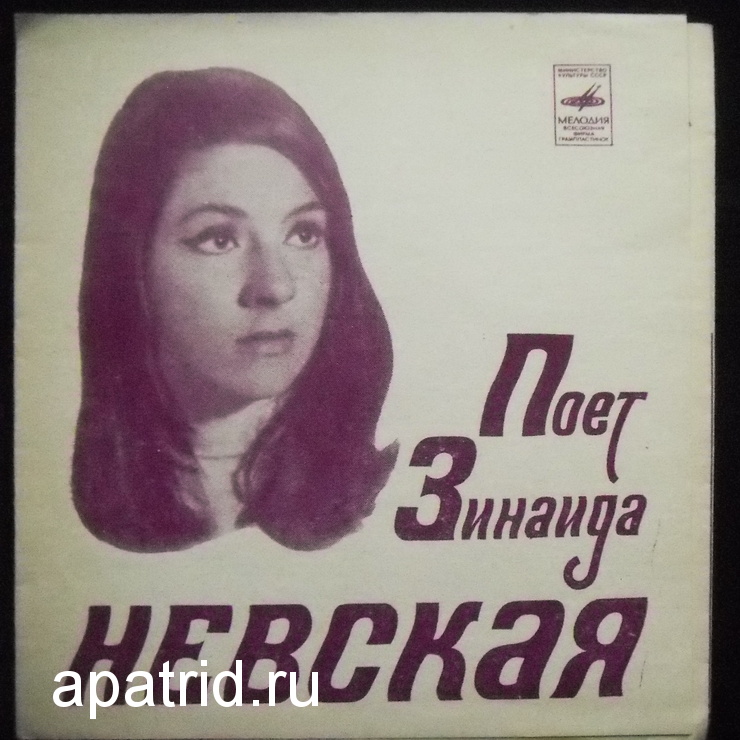 МИНИСТЕРСТВО
КУЛЬТУРЫ СССР
МЕЛОДИЯ
ВСЕСОЮЗНАЯ
ФИРМА
ГРАМПЛАСТИНОК
Поет
Зинаида
НЕВСКАЯ
apatrid.ru